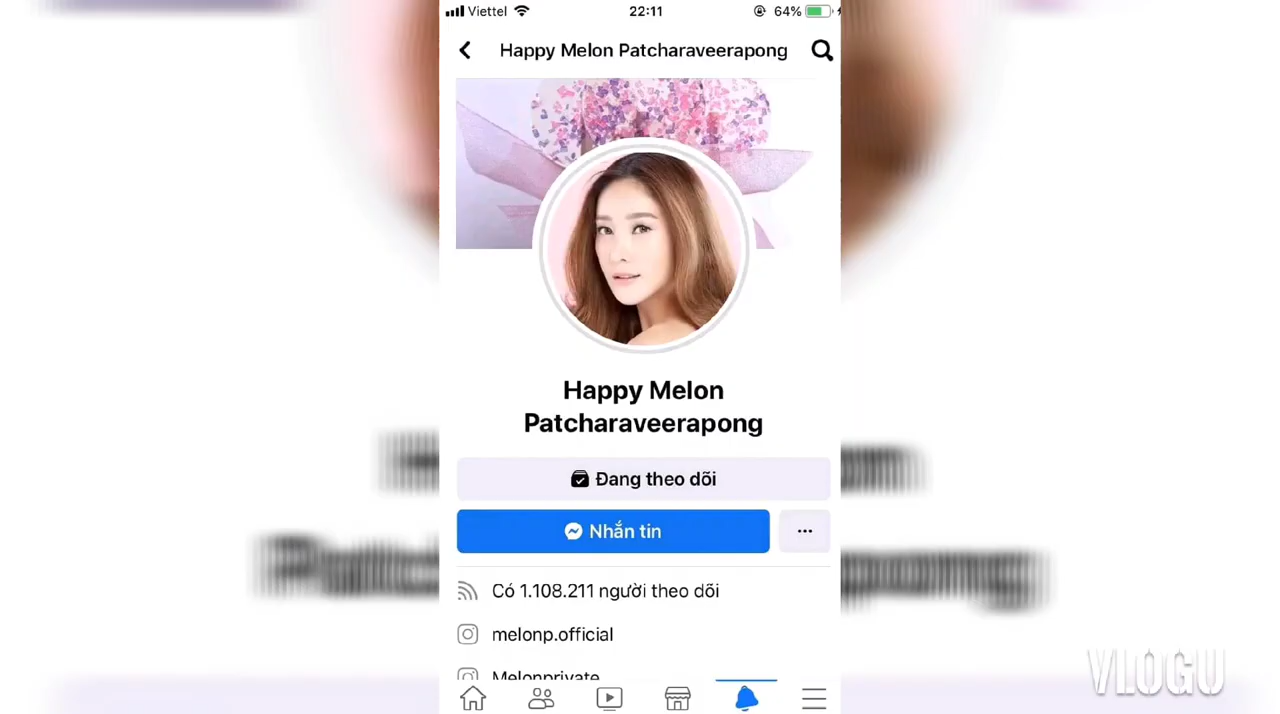 Viettel 22:11 64%
Happy Melon Patcharaveerapong
Happy Melon
Patcharaveerapong
Đang theo dõi
Nhắn tin
Có 1.108.211 người theo dõi
melonp.official
Melonprivate
VLOGU